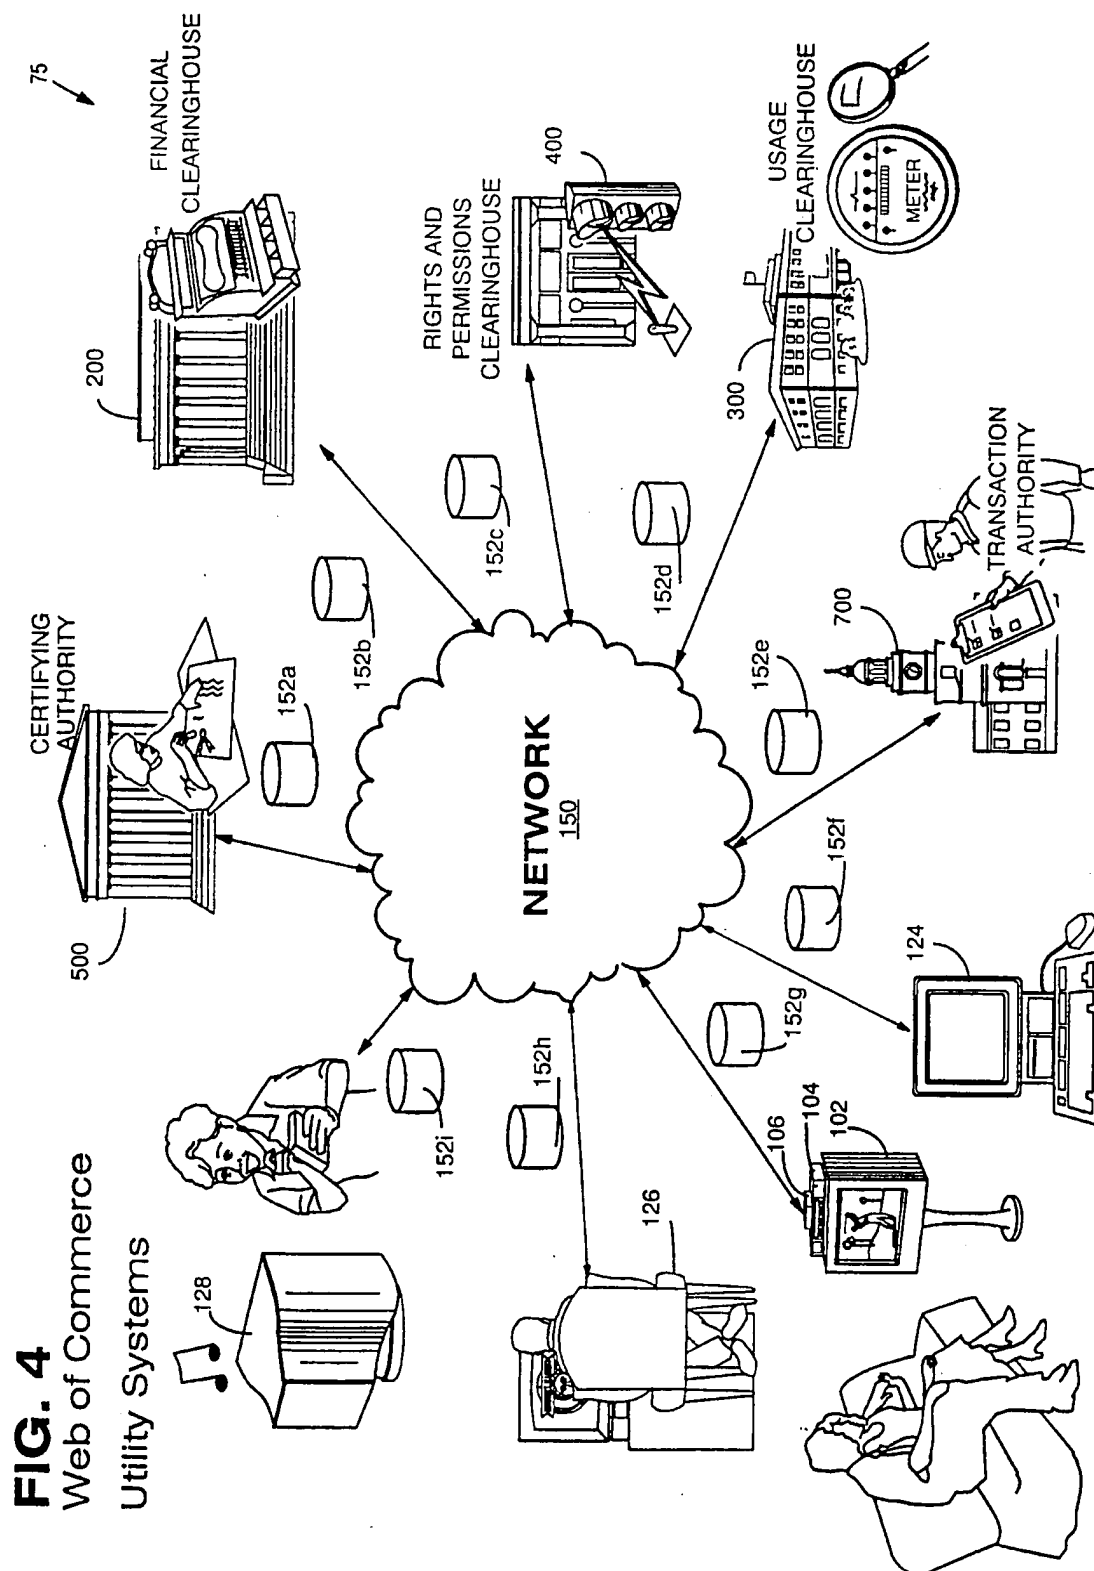 FIG. 4
Web of Commerce
Utility Systems
75
128
500
CERTIFYING
AUTHORITY
200
FINANCIAL
CLEARINGHOUSE
152i
152a
152b
152h
126
NETWORK
150
152c
RIGHTS AND
PERMISSIONS
CLEARINGHOUSE
400
152d
106
104
102
152g
124
152f
152e
700
TRANSACTION
AUTHORITY
300
USAGE
CLEARINGHOUSE
METER